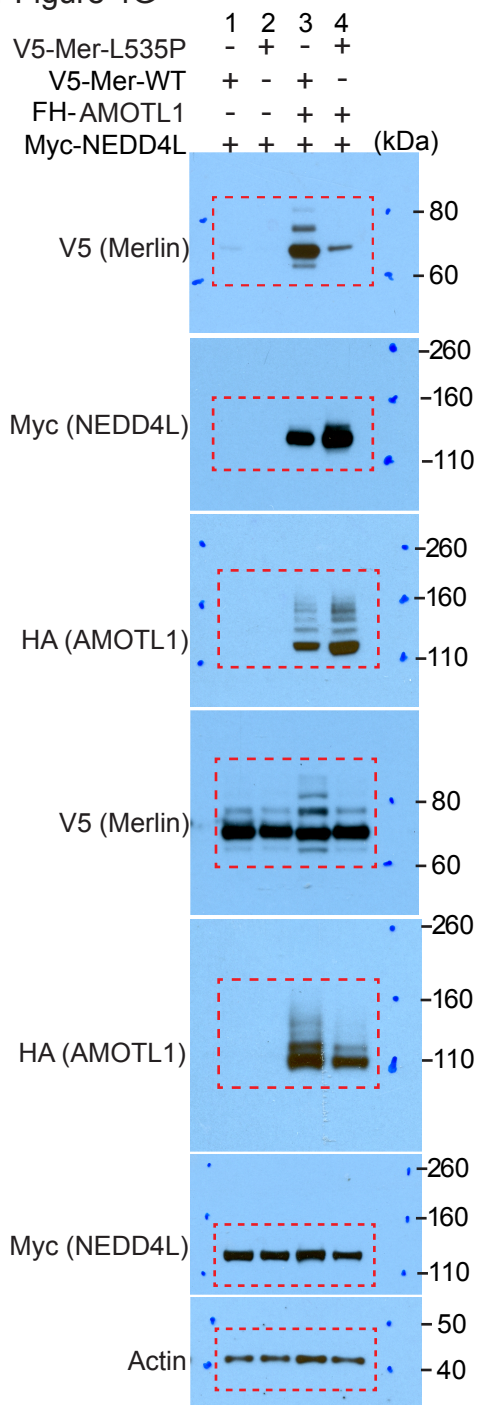 1 2 3 4
V5-Mer-L535P - + - +
V5-Mer-WT + - + -
FH-AMOTL1 - - + +
Myc-NEDD4L + + + + (kDa)
V5 (Merlin)
-80
-60
Myc (NEDD4L)
-260
-160
-110
HA (AMOTL1)
-260
-160
-110
V5 (Merlin)
-80
-60
HA (AMOTL1)
-260
-160
-110
Myc (NEDD4L)
-260
-160
-110
Actin
- 50
- 40